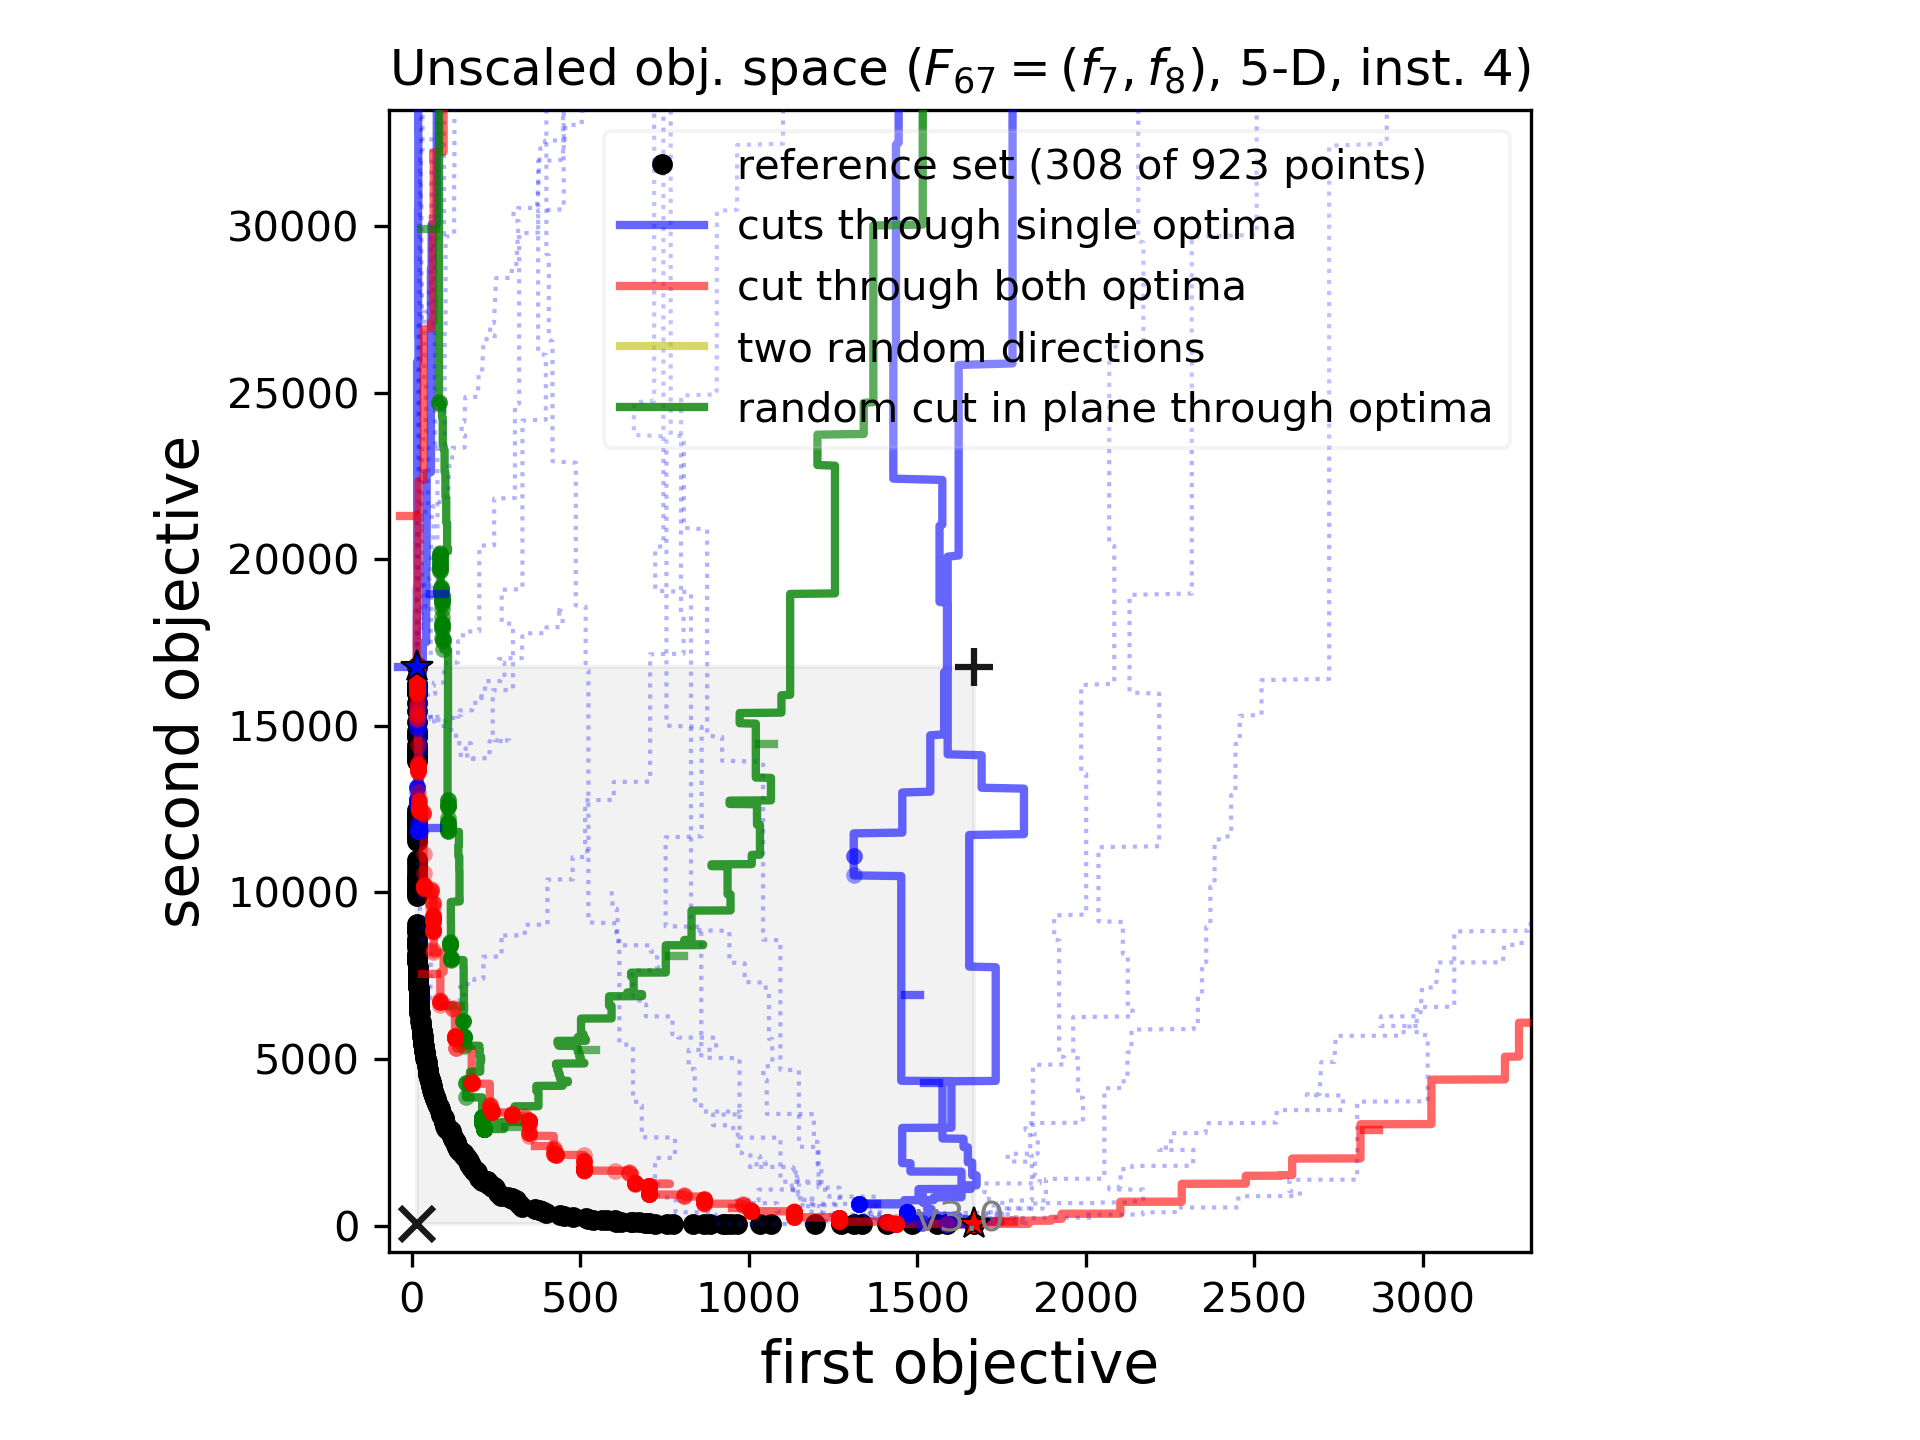 Unscaled obj. space (F₆₇ = (f₇, f₈), 5-D, inst. 4)
reference set (308 of 923 points)
cuts through single optima
cut through both optima
two random directions
random cut in plane through optima
second objective
30000
25000
20000
15000
10000
5000
0
v3.0
0 500 1000 1500 2000 2500 3000
first objective